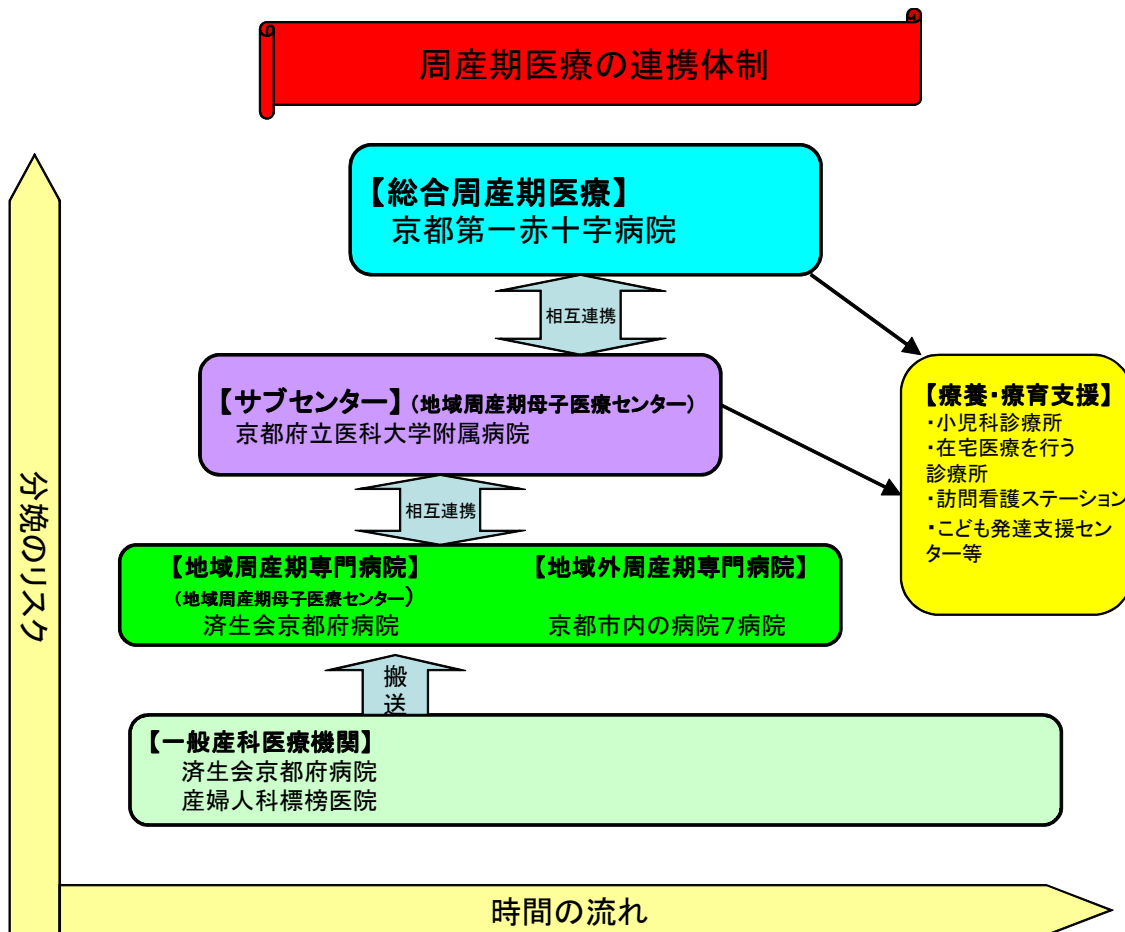 周産期医療の連携体制
【総合周産期医療】
京都第一赤十字病院
相互連携
【サブセンター】(地域周産期母子医療センター)
京都府立医科大学附属病院
【療養・療育支援】
・小児科診療所
・在宅医療を行う
診療所
・訪問看護ステーション
・こども発達支援セン
ター等
相互連携
【地域周産期専門病院】
(地域周産期母子医療センター)
済生会京都府病院
【地域外周産期専門病院】
京都市内の病院7病院
搬
送
【一般産科医療機関】
済生会京都府病院
産婦人科標榜医院
分娩のリスク
時間の流れ